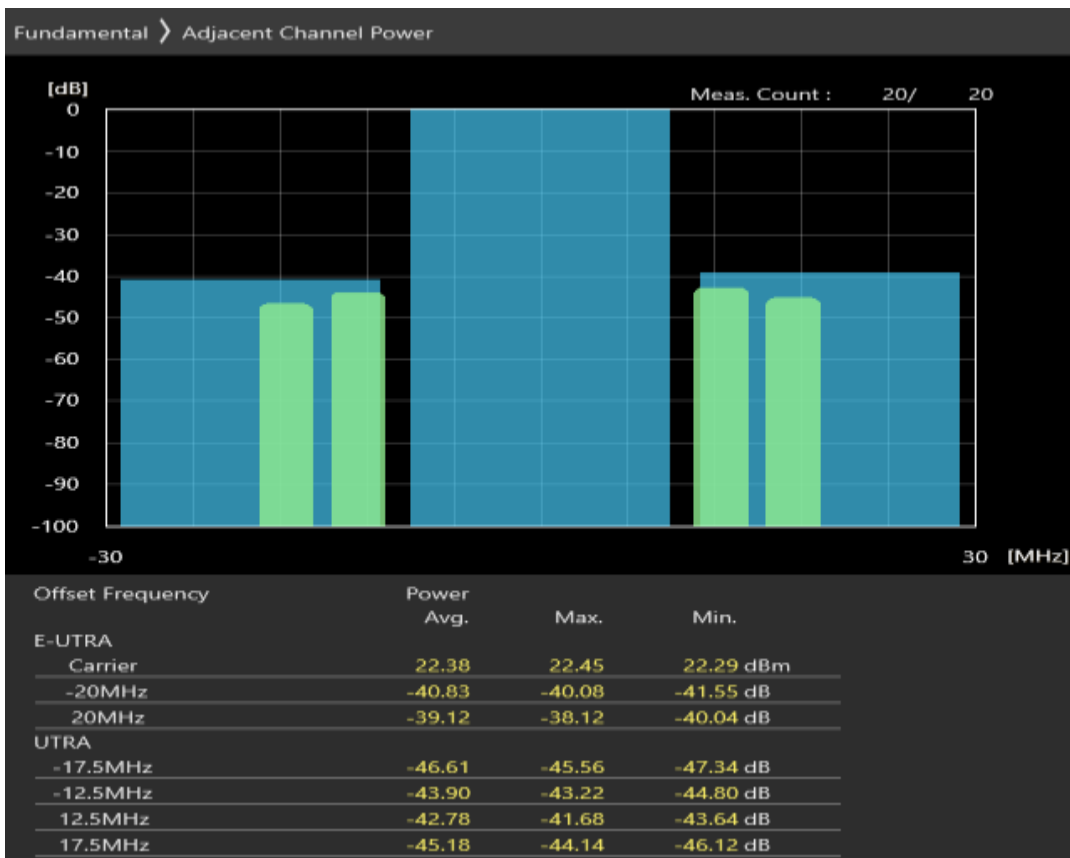 Fundamental 》 Adjacent Channel Power
[dB]
Meas. Count : 20/ 20
0
-10
-20
-30
-40
-50
-60
-70
-80
-90
-100
-30 30 [MHz]
Offset Frequency Power
Avg. Max. Min.
E-UTRA
Carrier 22.38 22.45 22.29 dBm
-20MHz -40.83 -40.08 -41.55 dB
20MHz -39.12 -38.12 -40.04 dB
UTRA
-17.5MHz -46.61 -45.56 -47.34 dB
-12.5MHz -43.90 -43.22 -44.80 dB
12.5MHz -42.78 -41.68 -43.64 dB
17.5MHz -45.18 -44.14 -46.12 dB